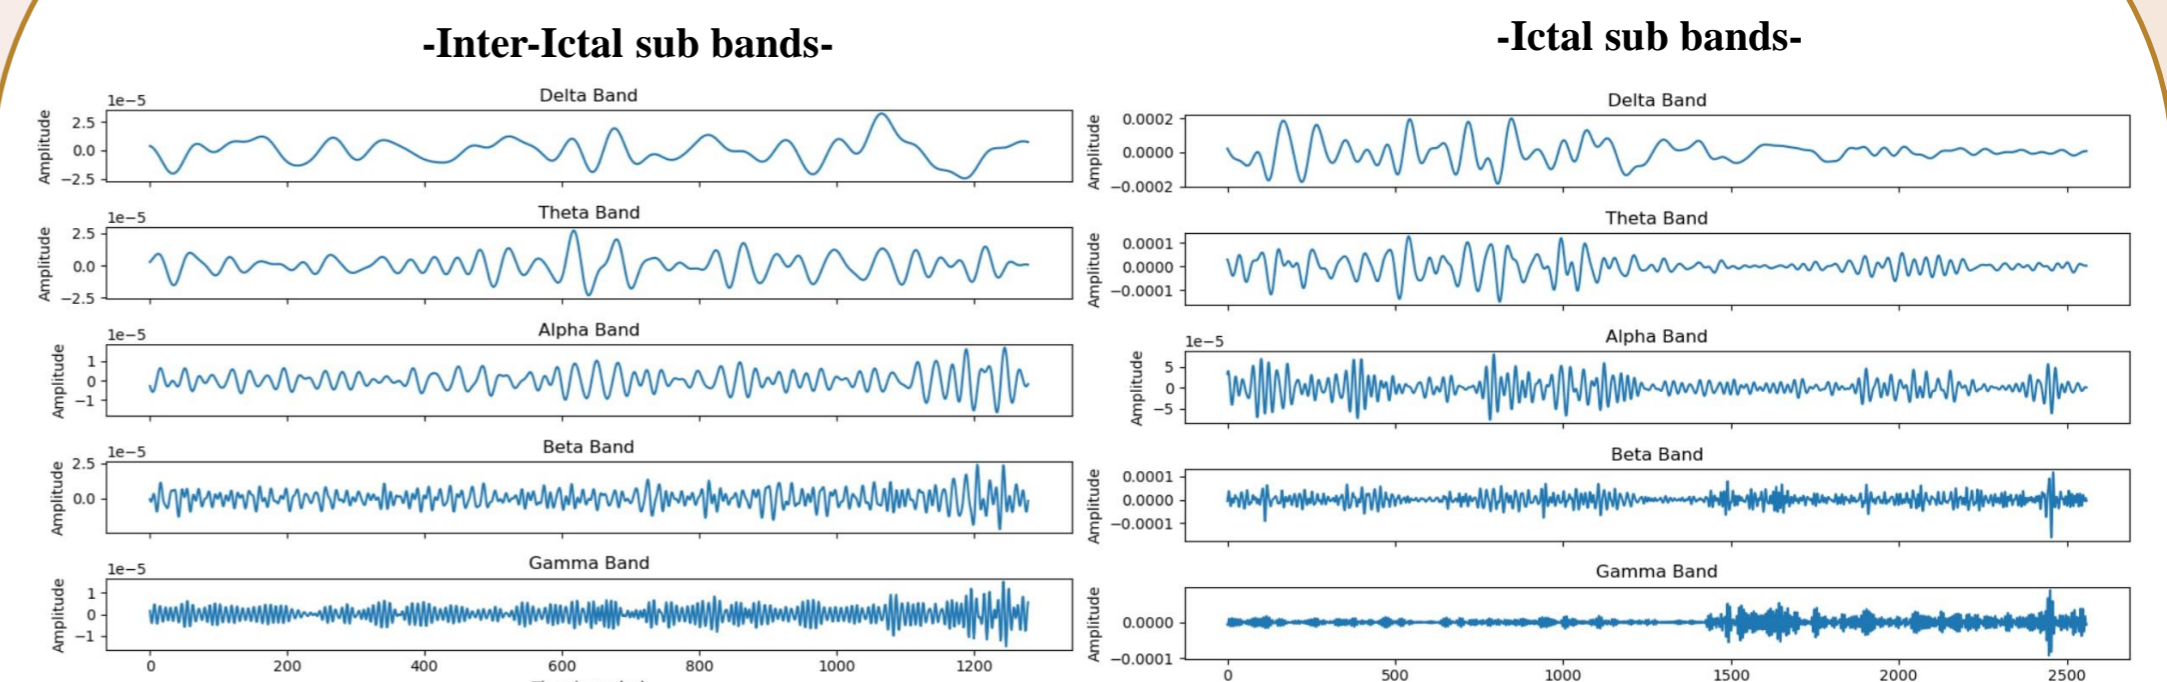 -Inter-Ictal sub bands-
1e−5
Delta Band
Amplitude
2.5
0.0
−2.5
1e−5
Theta Band
Amplitude
2.5
0.0
−2.5
1e−5
Alpha Band
Amplitude
1
0
−1
1e−5
Beta Band
Amplitude
2.5
0.0
1e−5
Gamma Band
Amplitude
1
0
−1
0 200 400 600 800 1000 1200
-Ictal sub bands-
Delta Band
Amplitude
0.0002
0.0000
−0.0002
Theta Band
Amplitude
0.0001
0.0000
−0.0001
1e−5
Alpha Band
Amplitude
5
0
−5
Beta Band
Amplitude
0.0001
0.0000
−0.0001
Gamma Band
Amplitude
0.0000
−0.0001
0 500 1000 1500 2000 2500